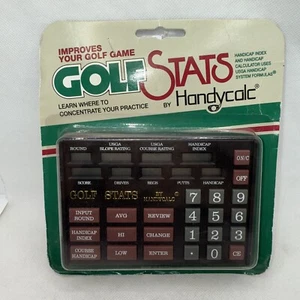 IMPROVES
YOUR GOLF GAME
GOLF STATS
BY Handycalc®
HANDICAP INDEX
AND HANDICAP
CALCULATOR USES
USGA HANDICAP
SYSTEM FORMULAS
LEARN WHERE TO
CONCENTRATE YOUR PRACTICE
ROUND
USGA SLOPE RATING
USGA COURSE RATING
HANDICAP INDEX
ON/C
OFF
SCORE DRIVES GIRS PUTTS HANDICAP
GOLF STATS BY HANDYCALC
7 8 9
INPUT ROUND AVG REVIEW 4 5 6
HANDICAP INDEX HI CHANGE 1 2 3
COURSE HANDICAP LOW ENTER • 0 CE